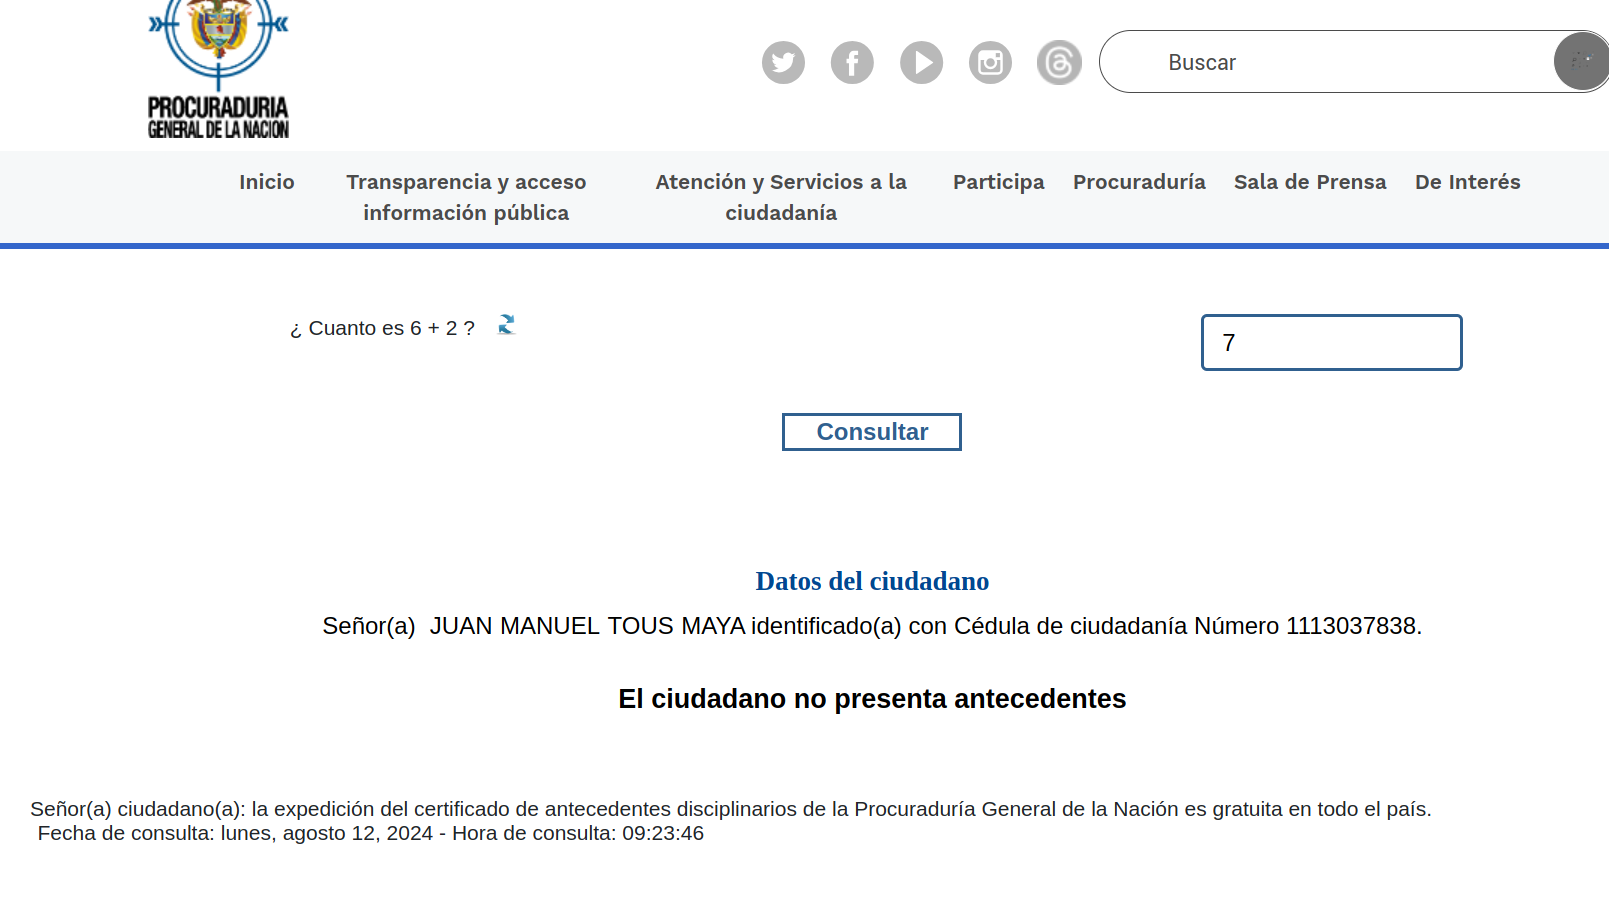 PROCURADURIA
GENERAL DE LA NACION
Buscar
Inicio
Transparencia y acceso
información pública
Atención y Servicios a la
ciudadanía
Participa
Procuraduría
Sala de Prensa
De Interés
¿ Cuanto es 6 + 2 ?
7
Consultar
Datos del ciudadano
Señor(a) JUAN MANUEL TOUS MAYA identificado(a) con Cédula de ciudadanía Número 1113037838.
El ciudadano no presenta antecedentes
Señor(a) ciudadano(a): la expedición del certificado de antecedentes disciplinarios de la Procuraduría General de la Nación es gratuita en todo el país.
Fecha de consulta: lunes, agosto 12, 2024 - Hora de consulta: 09:23:46